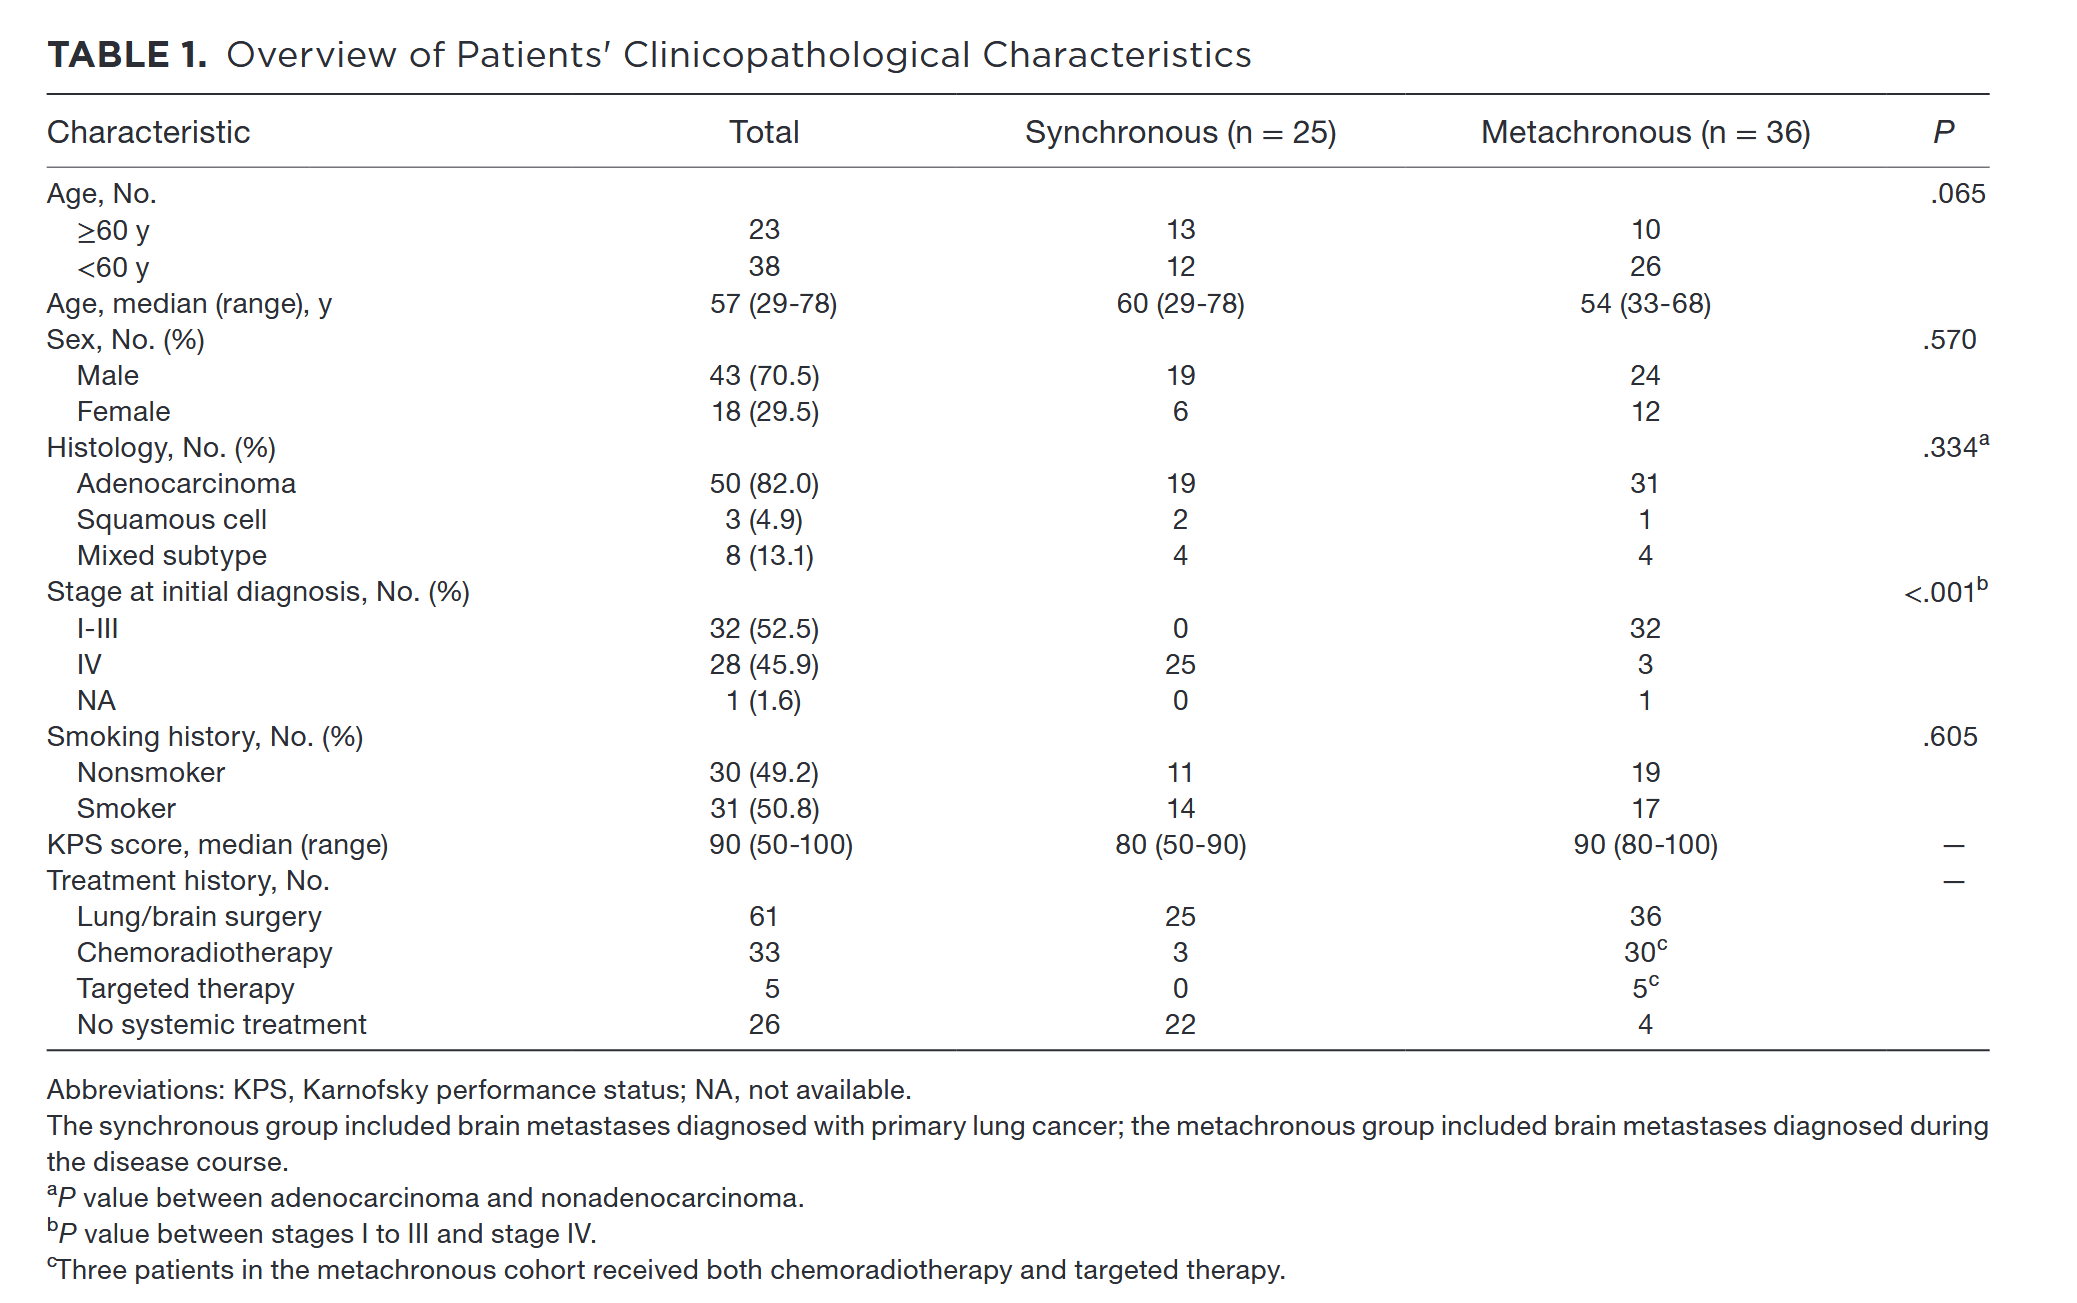 TABLE 1. Overview of Patients' Clinicopathological Characteristics
Characteristic Total Synchronous (n = 25) Metachronous (n = 36) P
Age, No. .065
≥60 y 23 13 10
<60 y 38 12 26
Age, median (range), y 57 (29-78) 60 (29-78) 54 (33-68)
Sex, No. (%) .570
Male 43 (70.5) 19 24
Female 18 (29.5) 6 12
Histology, No. (%) .334a
Adenocarcinoma 50 (82.0) 19 31
Squamous cell 3 (4.9) 2 1
Mixed subtype 8 (13.1) 4 4
Stage at initial diagnosis, No. (%) <.001b
I-III 32 (52.5) 0 32
IV 28 (45.9) 25 3
NA 1 (1.6) 0 1
Smoking history, No. (%) .605
Nonsmoker 30 (49.2) 11 19
Smoker 31 (50.8) 14 17
KPS score, median (range) 90 (50-100) 80 (50-90) 90 (80-100) —
Treatment history, No. —
Lung/brain surgery 61 25 36
Chemoradiotherapy 33 3 30c
Targeted therapy 5 0 5c
No systemic treatment 26 22 4
Abbreviations: KPS, Karnofsky performance status; NA, not available.
The synchronous group included brain metastases diagnosed with primary lung cancer; the metachronous group included brain metastases diagnosed during
the disease course.
aP value between adenocarcinoma and nonadenocarcinoma.
bP value between stages I to III and stage IV.
cThree patients in the metachronous cohort received both chemoradiotherapy and targeted therapy.